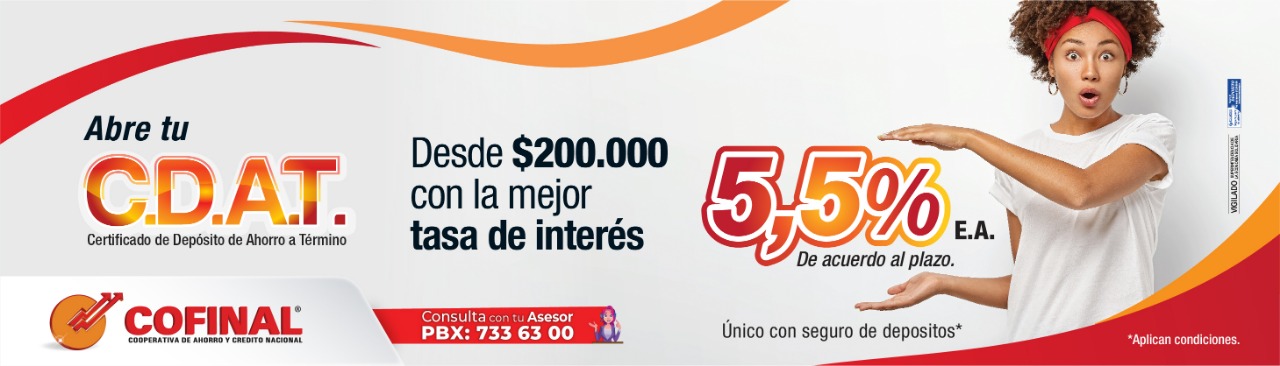 Abre tu
C.D.A.T.
Certificado de Depósito de Ahorro a Término
Desde $200.000
con la mejor
tasa de interés
5,5% E.A.
De acuerdo al plazo.
COFINAL®
COOPERATIVA DE AHORRO Y CREDITO NACIONAL
Consulta con tu Asesor
PBX: 733 63 00
Único con seguro de depositos*
*Aplican condiciones.
VIGILADO